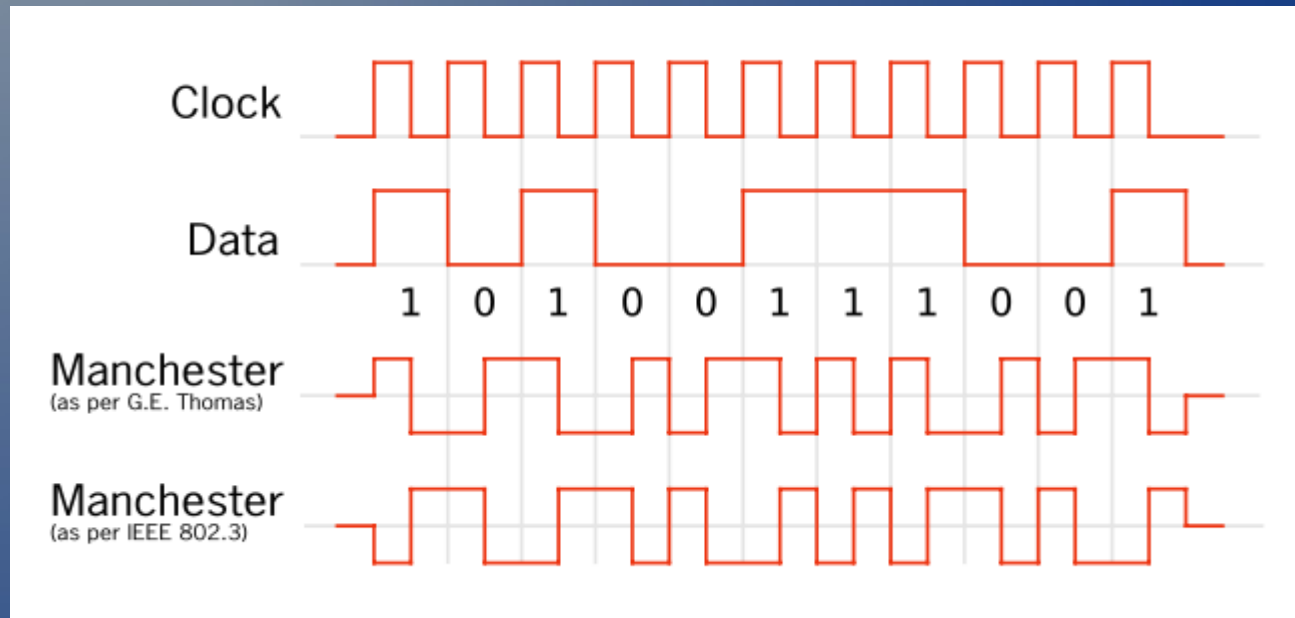 Clock
Data
1 0 1 0 0 1 1 1 0 0 1
Manchester
(as per G.E. Thomas)
Manchester
(as per IEEE 802.3)